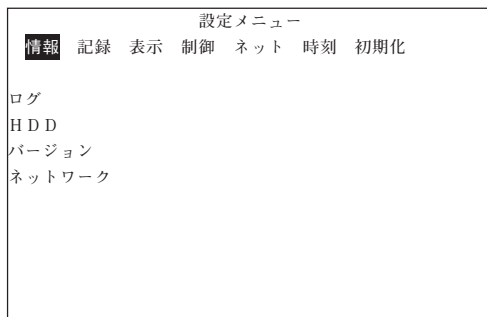 設定メニュー
情報 記録 表示 制御 ネット 時刻 初期化
ログ
HDD
バージョン
ネットワーク